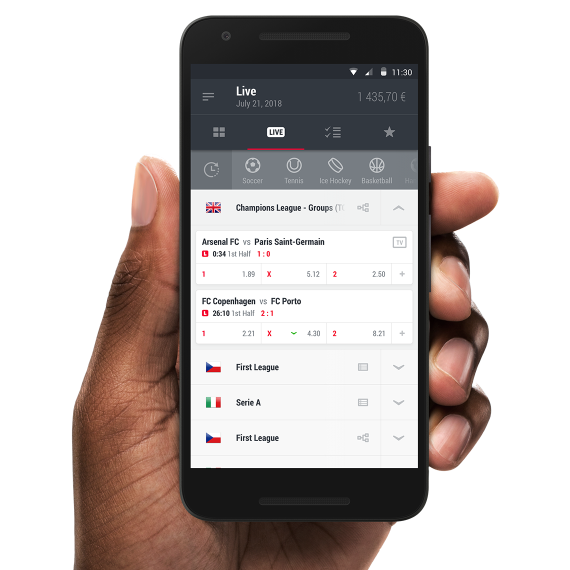 11:30
Live
July 21, 2018
1 435,70 €
LIVE
Soccer Tennis Ice Hockey Basketball
Champions League - Groups
Arsenal FC vs Paris Saint-Germain TV
L 0:34 1st Half 1 : 0
1 1.89 X 5.12 2 2.50 +
FC Copenhagen vs FC Porto
L 26:10 1st Half 2 : 1
1 2.21 X 4.30 2 8.21 +
First League
Serie A
First League